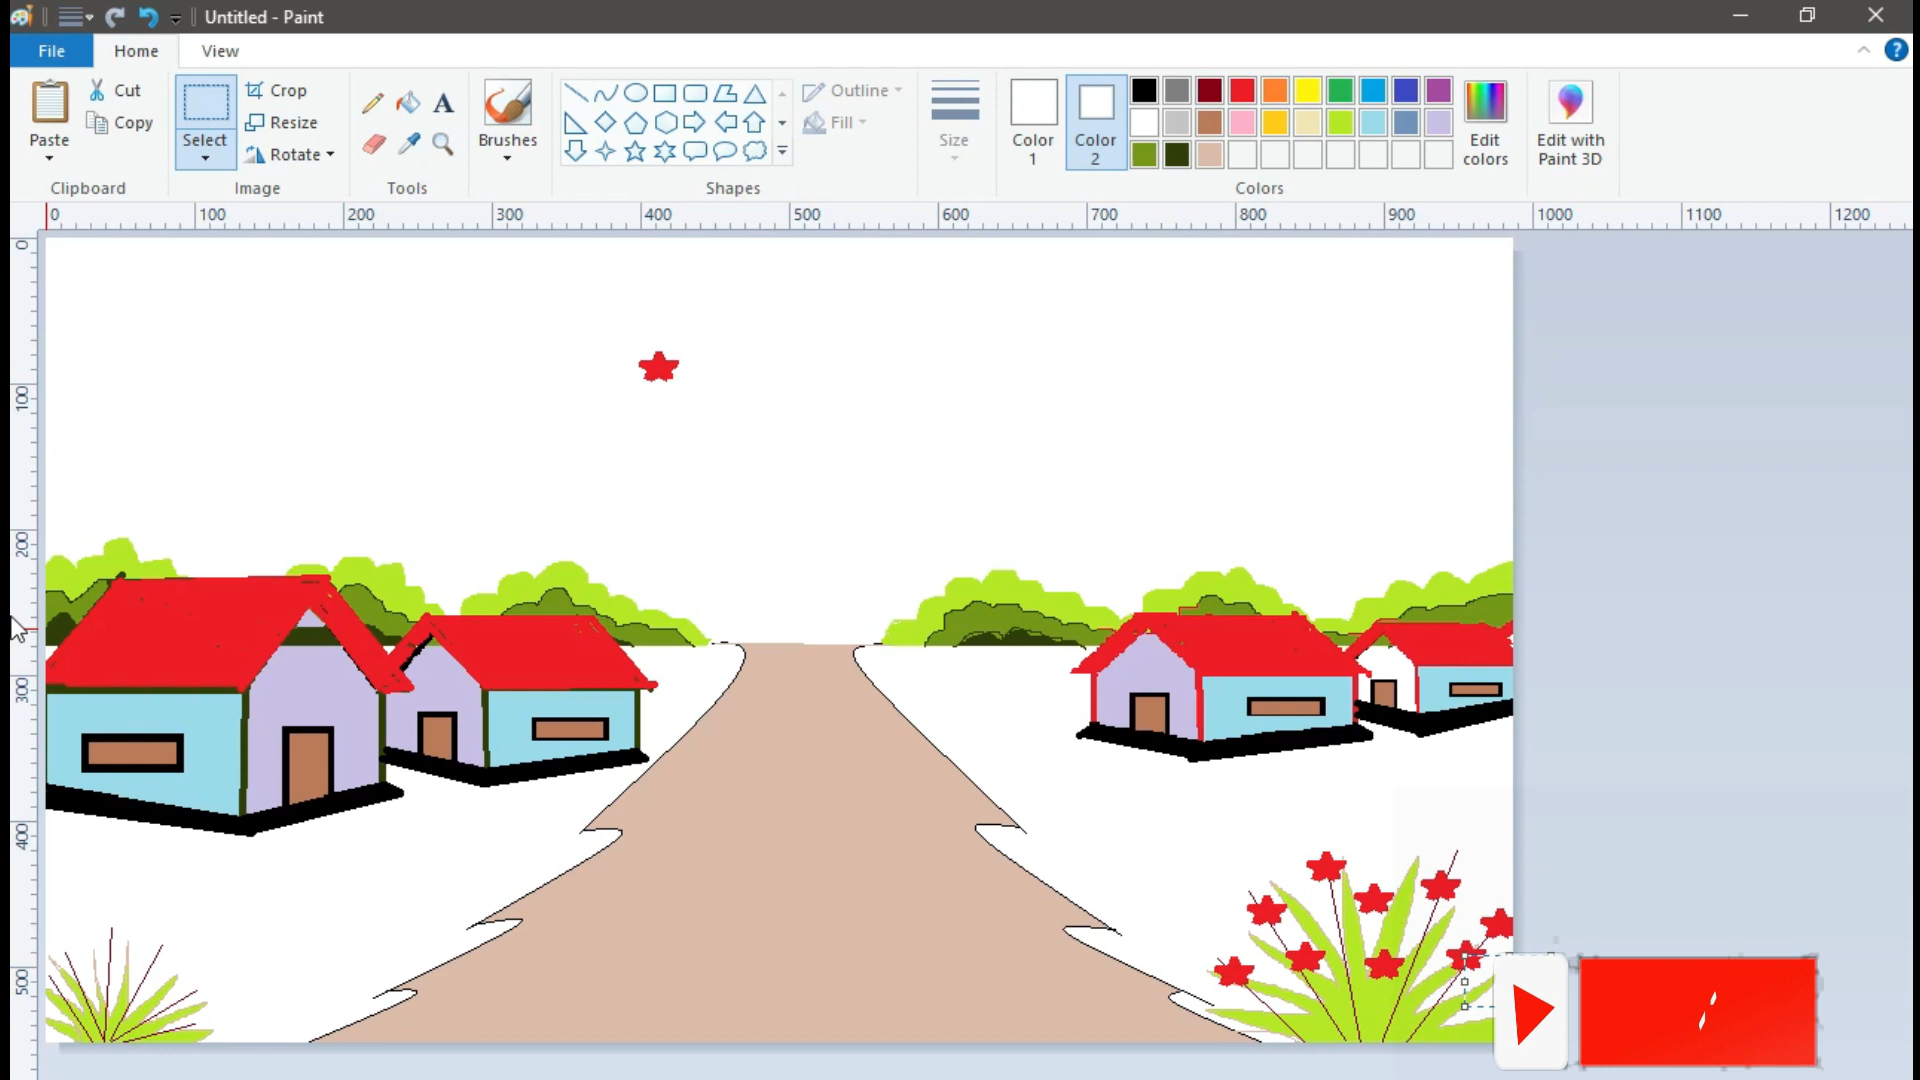 Untitled - Paint
File Home View
Paste
Cut
Copy
Clipboard
Select
Crop
Resize
Rotate
Image
A
Tools
Brushes
Shapes
Outline
Fill
Size
Color
1
Color
2
Colors
Edit
colors
Edit with
Paint 3D
?
0 100 200 300 400 500 600 700 800 900 1000 1100 1200
0
100
200
300
400
500